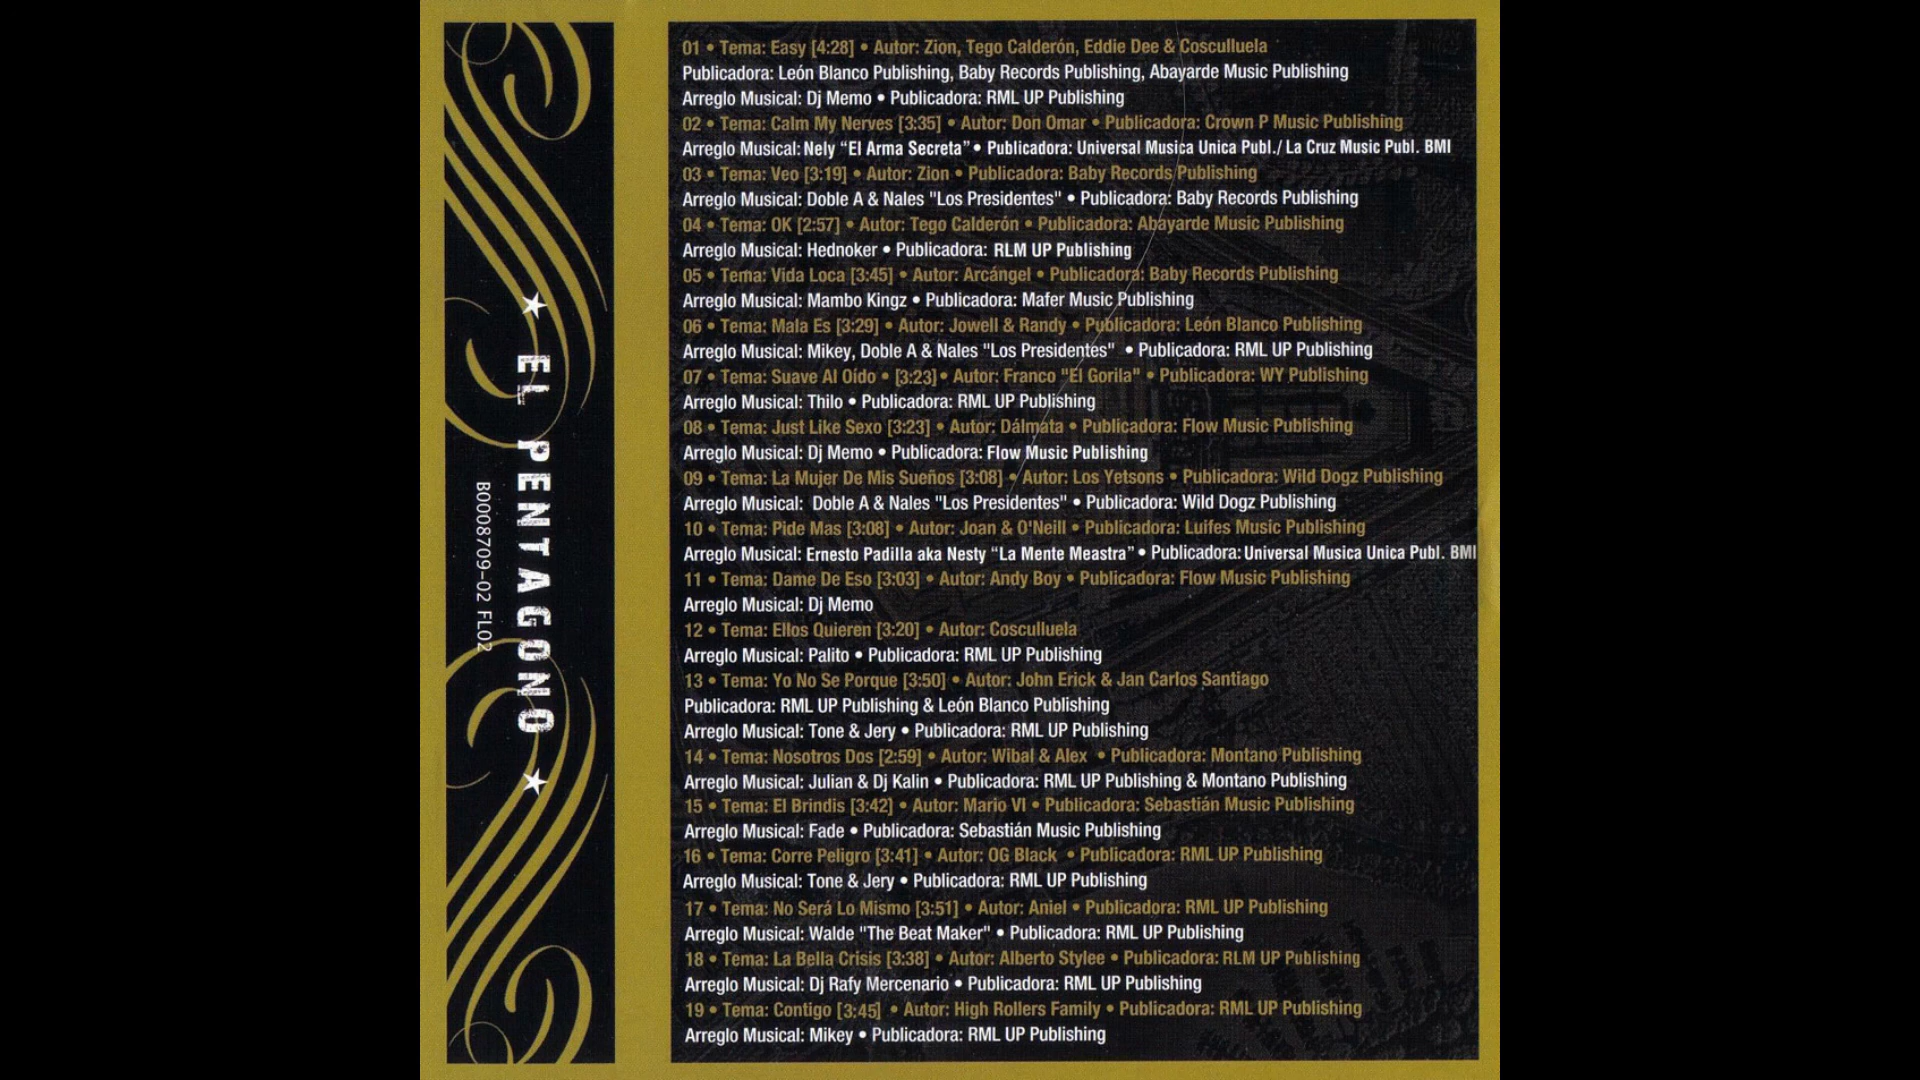 EL PENTAGONO
B0008709-02 FL02
01 • Tema: Easy [4:28] • Autor: Zion, Tego Calderón, Eddie Dee & Cosculluela
Publicadora: León Blanco Publishing, Baby Records Publishing, Abayarde Music Publishing
Arreglo Musical: Dj Memo • Publicadora: RML UP Publishing
02 • Tema: Calm My Nerves [3:35] • Autor: Don Omar • Publicadora: Crown P Music Publishing
Arreglo Musical: Nely “El Arma Secreta” • Publicadora: Universal Musica Unica Publ./ La Cruz Music Publ. BMI
03 • Tema: Veo [3:19] • Autor: Zion • Publicadora: Baby Records Publishing
Arreglo Musical: Doble A & Nales "Los Presidentes" • Publicadora: Baby Records Publishing
04 • Tema: OK [2:57] • Autor: Tego Calderón • Publicadora: Abayarde Music Publishing
Arreglo Musical: Hednoker • Publicadora: RLM UP Publishing
05 • Tema: Vida Loca [3:45] • Autor: Arcángel • Publicadora: Baby Records Publishing
Arreglo Musical: Mambo Kingz • Publicadora: Mafer Music Publishing
06 • Tema: Mala Es [3:29] • Autor: Jowell & Randy • Publicadora: León Blanco Publishing
Arreglo Musical: Mikey, Doble A & Nales "Los Presidentes" • Publicadora: RML UP Publishing
07 • Tema: Suave Al Oído • [3:23] • Autor: Franco "El Gorila" • Publicadora: WY Publishing
Arreglo Musical: Thilo • Publicadora: RML UP Publishing
08 • Tema: Just Like Sexo [3:23] • Autor: Dálmata • Publicadora: Flow Music Publishing
Arreglo Musical: Dj Memo • Publicadora: Flow Music Publishing
09 • Tema: La Mujer De Mis Sueños [3:08] • Autor: Los Yetsons • Publicadora: Wild Dogz Publishing
Arreglo Musical: Doble A & Nales "Los Presidentes" • Publicadora: Wild Dogz Publishing
10 • Tema: Pide Mas [3:08] • Autor: Joan & O'Neill • Publicadora: Luifes Music Publishing
Arreglo Musical: Ernesto Padilla aka Nesty “La Mente Meastra” • Publicadora: Universal Musica Unica Publ. BMI
11 • Tema: Dame De Eso [3:03] • Autor: Andy Boy • Publicadora: Flow Music Publishing
Arreglo Musical: Dj Memo
12 • Tema: Ellos Quieren [3:20] • Autor: Cosculluela
Arreglo Musical: Palito • Publicadora: RML UP Publishing
13 • Tema: Yo No Se Porque [3:50] • Autor: John Erick & Jan Carlos Santiago
Publicadora: RML UP Publishing & León Blanco Publishing
Arreglo Musical: Tone & Jery • Publicadora: RML UP Publishing
14 • Tema: Nosotros Dos [2:59] • Autor: Wibal & Alex • Publicadora: Montano Publishing
Arreglo Musical: Julian & Dj Kalin • Publicadora: RML UP Publishing & Montano Publishing
15 • Tema: El Brindis [3:42] • Autor: Mario VI • Publicadora: Sebastián Music Publishing
Arreglo Musical: Fade • Publicadora: Sebastián Music Publishing
16 • Tema: Corre Peligro [3:41] • Autor: OG Black • Publicadora: RML UP Publishing
Arreglo Musical: Tone & Jery • Publicadora: RML UP Publishing
17 • Tema: No Será Lo Mismo [3:51] • Autor: Aniel • Publicadora: RML UP Publishing
Arreglo Musical: Walde "The Beat Maker" • Publicadora: RML UP Publishing
18 • Tema: La Bella Crisis [3:38] • Autor: Alberto Stylee • Publicadora: RLM UP Publishing
Arreglo Musical: Dj Rafy Mercenario • Publicadora: RML UP Publishing
19 • Tema: Contigo [3:45] • Autor: High Rollers Family • Publicadora: RML UP Publishing
Arreglo Musical: Mikey • Publicadora: RML UP Publishing